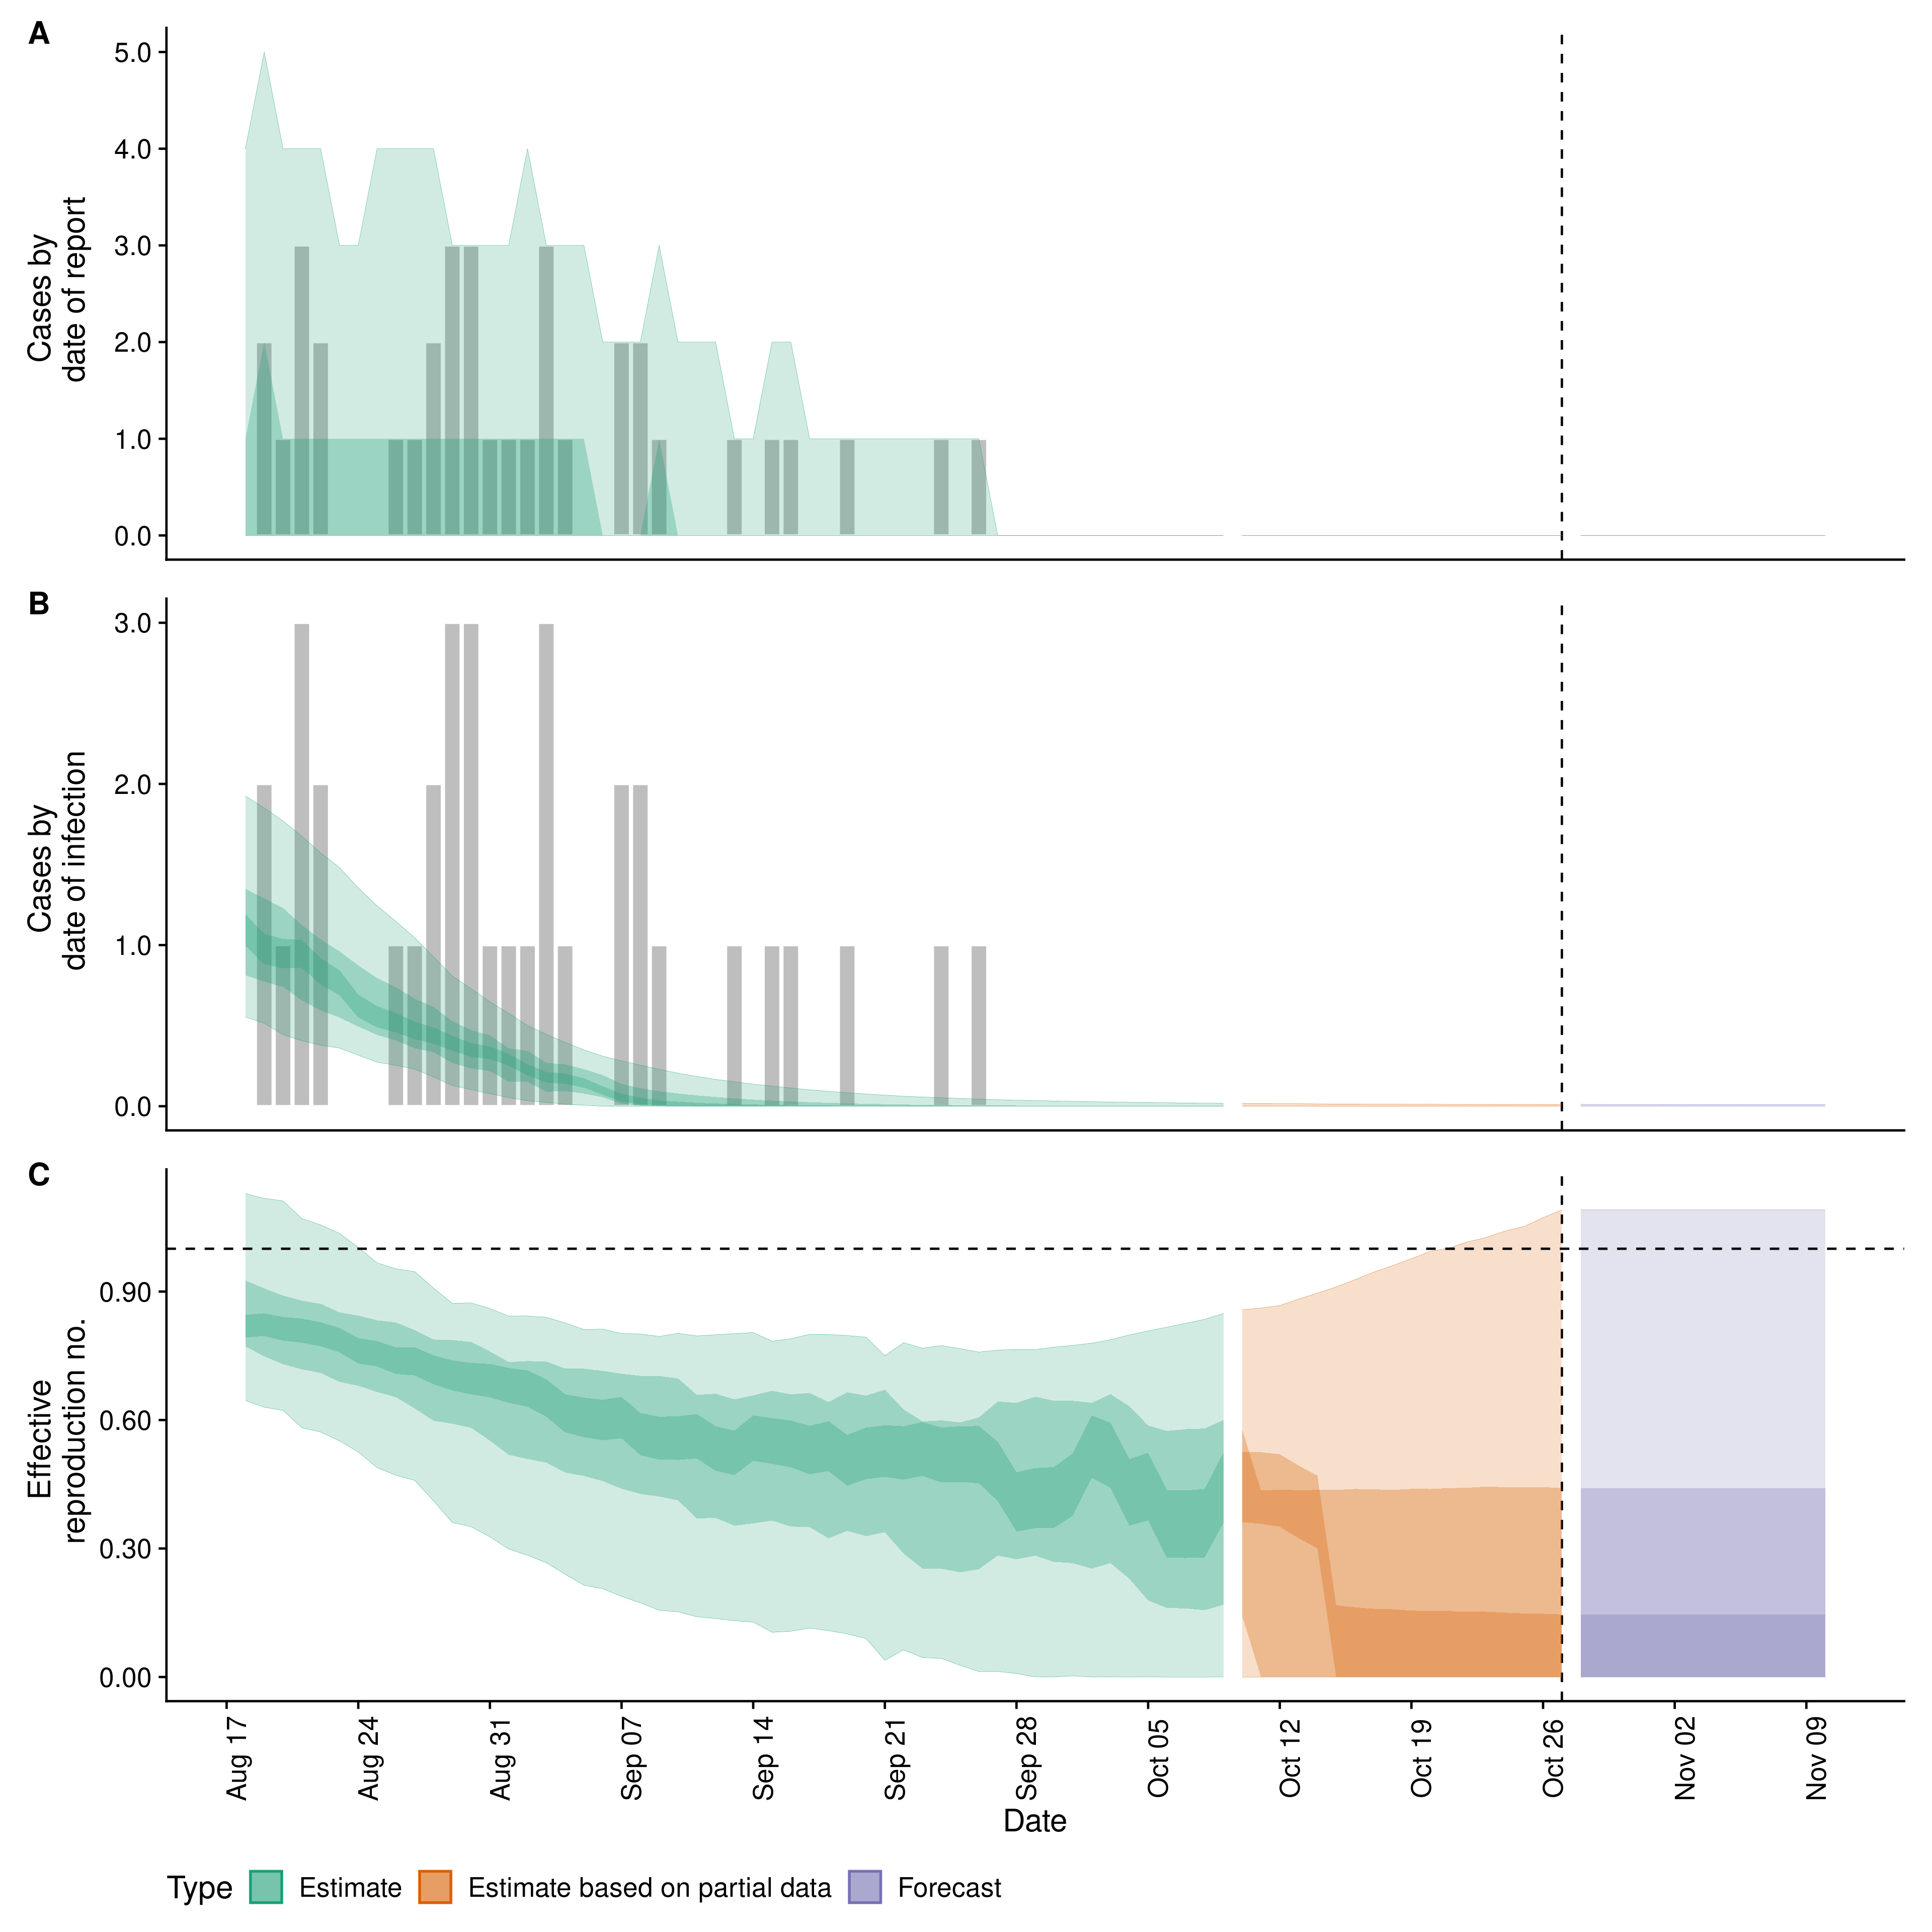 A
Cases by
date of report
5.0
4.0
3.0
2.0
1.0
0.0
B
Cases by
date of infection
3.0
2.0
1.0
0.0
C
Effective
reproduction no.
0.90
0.60
0.30
0.00
Aug 17
Aug 24
Aug 31
Sep 07
Sep 14
Sep 21
Sep 28
Oct 05
Oct 12
Oct 19
Oct 26
Nov 02
Nov 09
Date
Type Estimate Estimate based on partial data Forecast